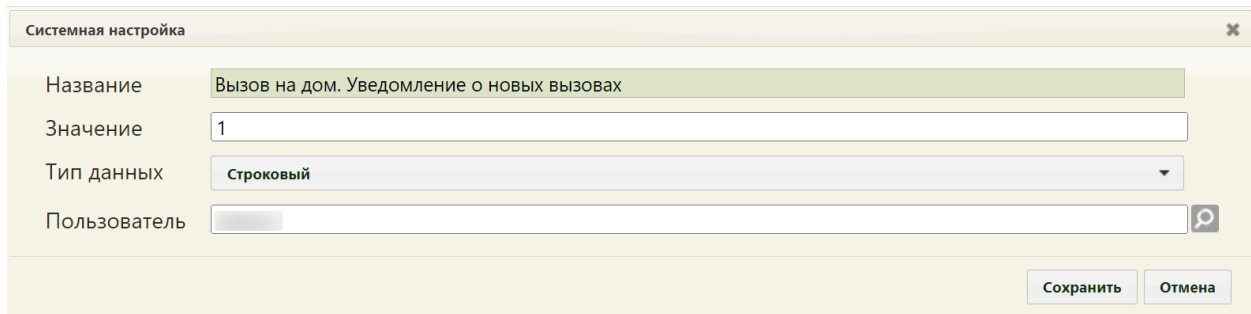 Системная настройка
Название Вызов на дом. Уведомление о новых вызовах
Значение 1
Тип данных Строковый
Пользователь
Сохранить Отмена